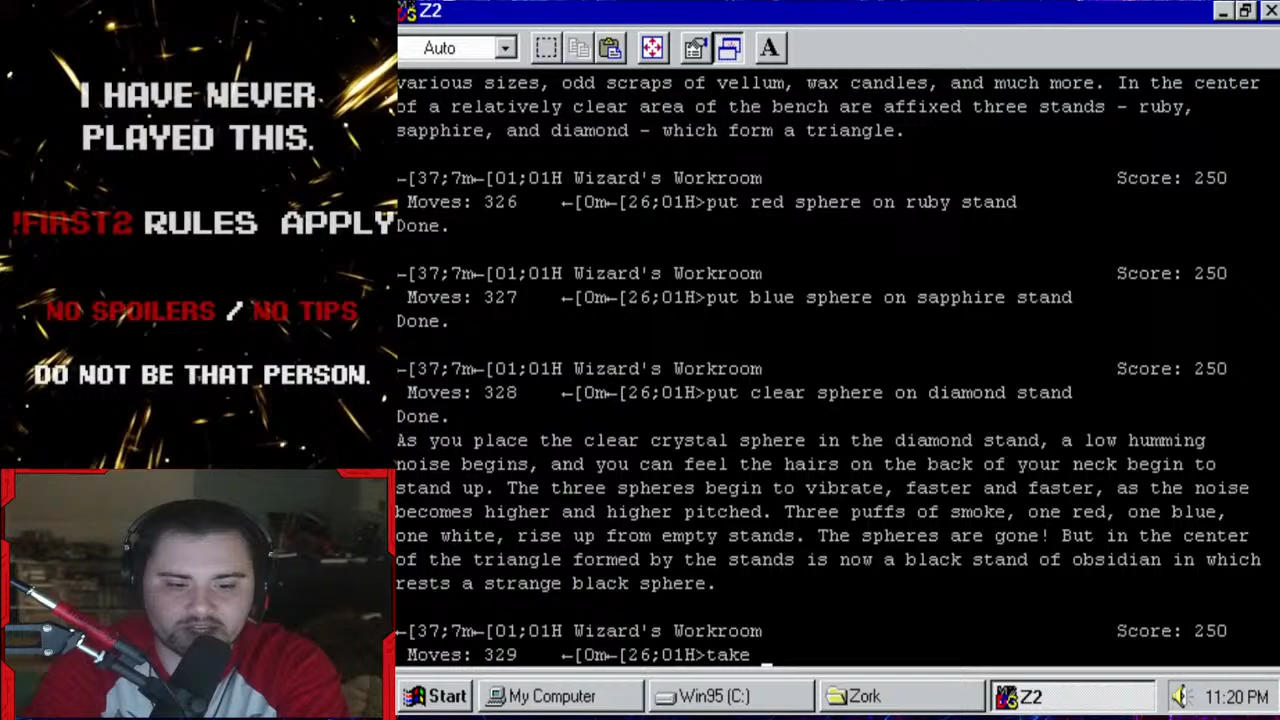 I HAVE NEVER
PLAYED THIS.
!FIRST2 RULES APPLY
NO SPOILERS / NO TIPS
DO NOT BE THAT PERSON.
Z2
Auto
A
various sizes, odd scraps of vellum, wax candles, and much more. In the center
of a relatively clear area of the bench are affixed three stands - ruby,
sapphire, and diamond - which form a triangle.
←[37;7m←[01;01H Wizard's Workroom Score: 250
Moves: 326 ←[0m←[26;01H>put red sphere on ruby stand
Done.
←[37;7m←[01;01H Wizard's Workroom Score: 250
Moves: 327 ←[0m←[26;01H>put blue sphere on sapphire stand
Done.
←[37;7m←[01;01H Wizard's Workroom Score: 250
Moves: 328 ←[0m←[26;01H>put clear sphere on diamond stand
Done.
As you place the clear crystal sphere in the diamond stand, a low humming
noise begins, and you can feel the hairs on the back of your neck begin to
stand up. The three spheres begin to vibrate, faster and faster, as the noise
becomes higher and higher pitched. Three puffs of smoke, one red, one blue,
one white, rise up from empty stands. The spheres are gone! But in the center
of the triangle formed by the stands is now a black stand of obsidian in which
rests a strange black sphere.
←[37;7m←[01;01H Wizard's Workroom Score: 250
Moves: 329 ←[0m←[26;01H>take _
Start My Computer Win95 (C:) Zork Z2 11:20 PM